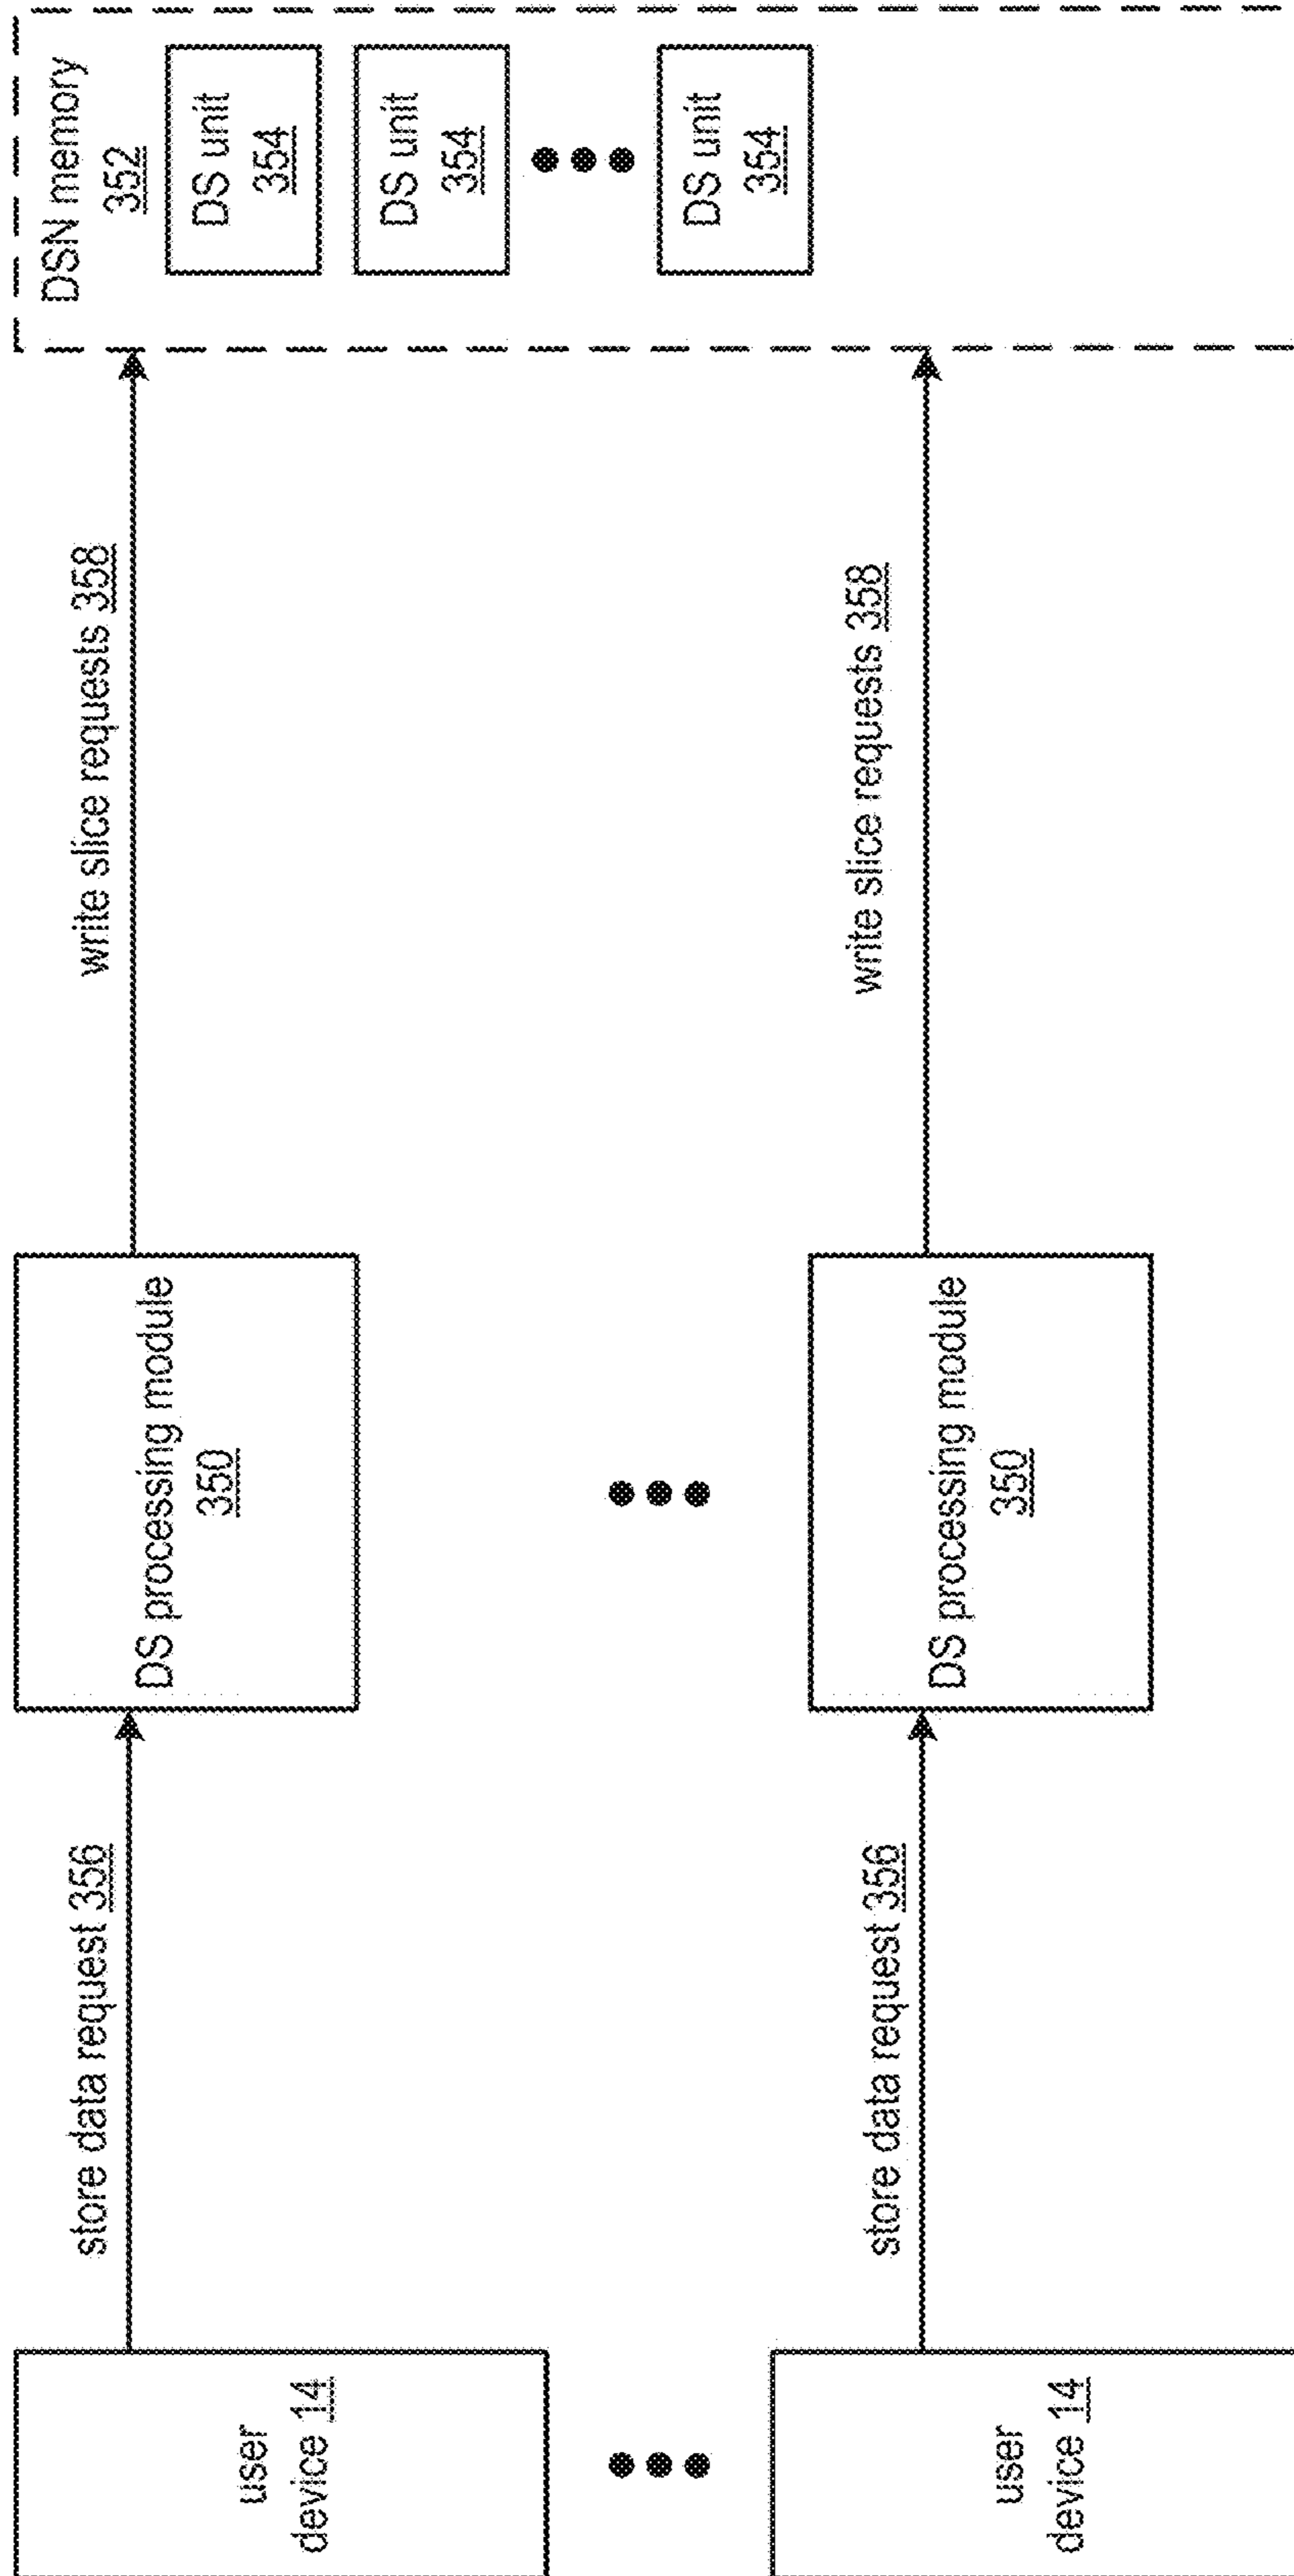 user
device 14
store data request 356
DS processing module
350
write slice requests 358
DSN memory
352
DS unit
354
DS unit
354
DS unit
354
user
device 14
store data request 356
DS processing module
350
write slice requests 358